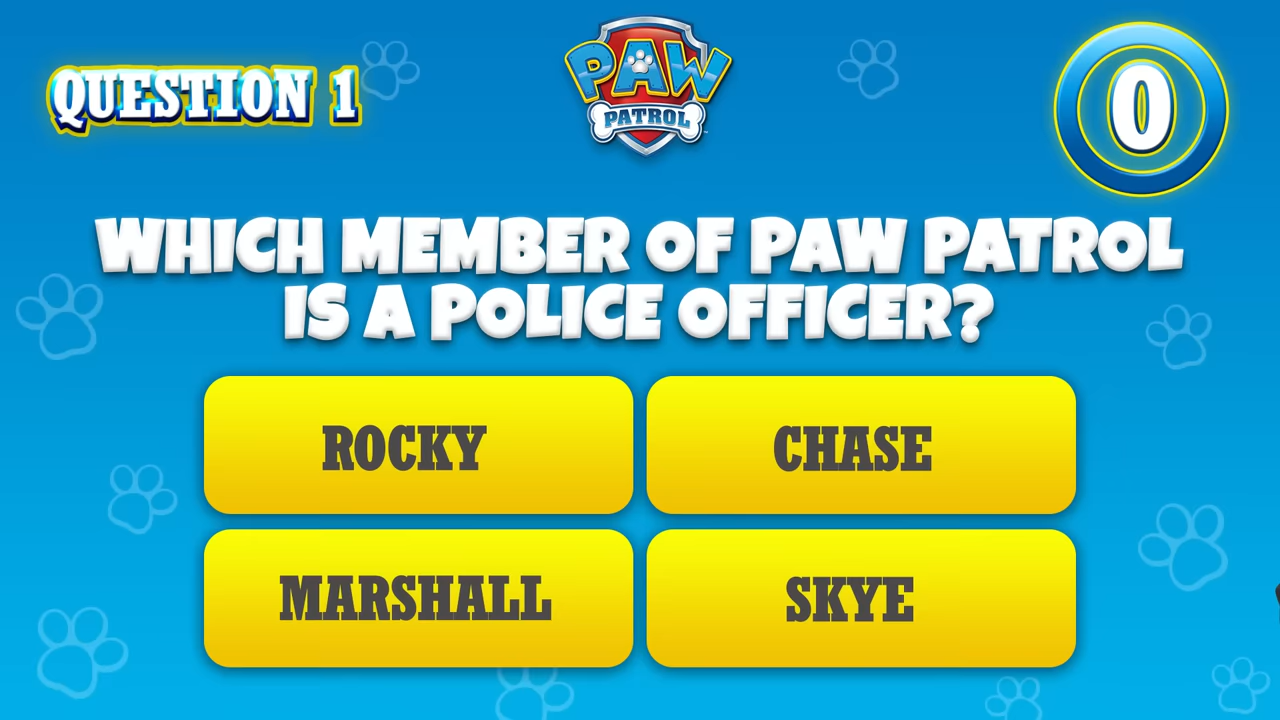 QUESTION 1
PAW
PATROL
0
WHICH MEMBER OF PAW PATROL
IS A POLICE OFFICER?
ROCKY
CHASE
MARSHALL
SKYE